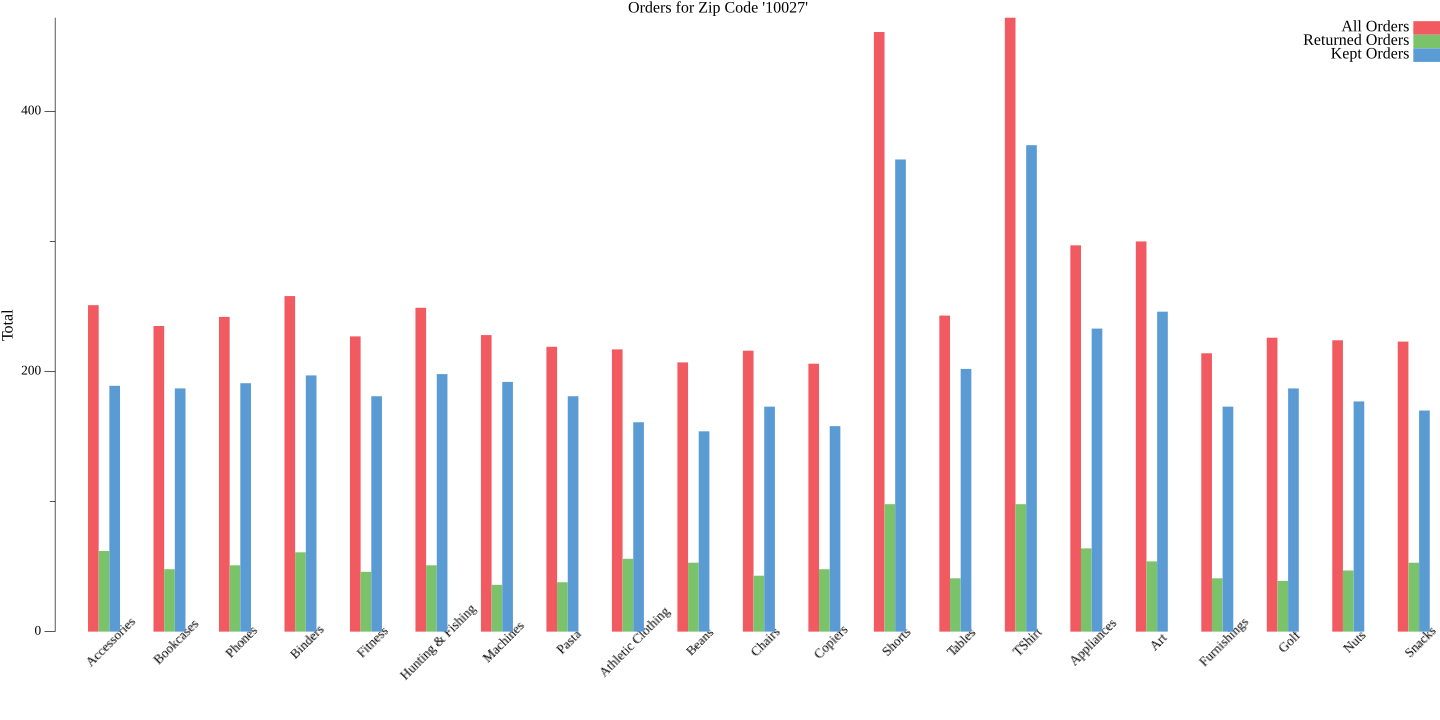 Orders for Zip Code '10027'
All Orders
Returned Orders
Kept Orders
Total
400
200
0
Accessories
Bookcases
Phones
Binders
Fitness
Hunting & Fishing
Machines
Pasta
Athletic Clothing
Beans
Chairs
Copiers
Shorts
Tables
TShirt
Appliances
Art
Furnishings
Golf
Nuts
Snacks